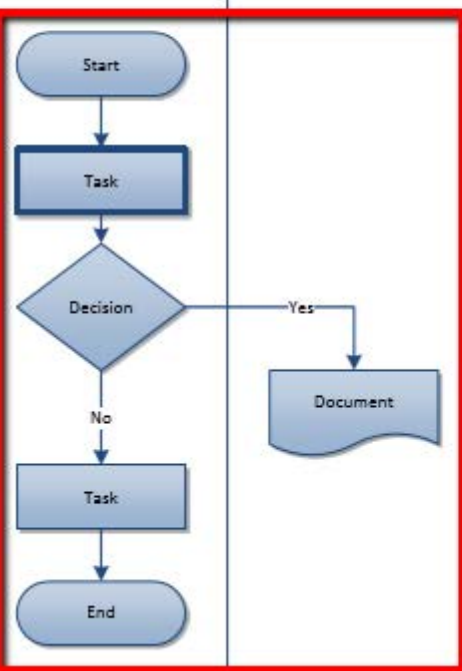 Start
Task
Decision
Yes
Document
No
Task
End